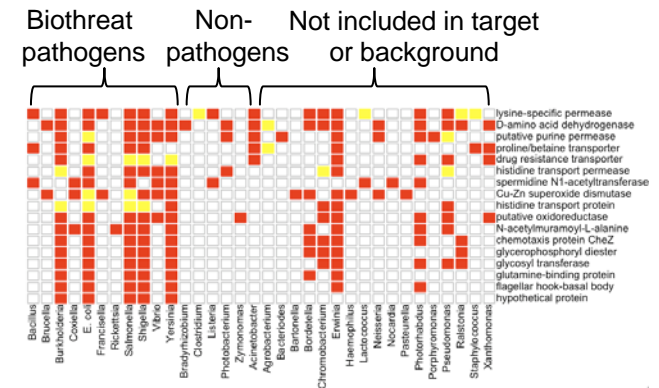 Biothreat
pathogens
Non-
pathogens
Not included in target
or background
lysine-specific permease
D-amino acid dehydrogenase
putative purine permease
proline/betaine transporter
drug resistance transporter
histidine transport permease
spermidine N1-acetyltransferase
Cu-Zn superoxide dismutase
histidine transport protein
putative oxidoreductase
N-acetylmuramoyl-L-alanine
chemotaxis protein CheZ
glycerophosphoryl diester
glycosyl transferase
glutamine-binding protein
flagellar hook-basal body
hypothetical protein
Bacillus
Brucella
Burkholderia
Coxiella
E. coli
Francisella
Rickettsia
Salmonella
Shigella
Vibrio
Yersinia
Bradyrhizobium
Clostridium
Listeria
Photobacterium
Zymonomas
Acinetobacter
Agrobacterium
Bacteriodes
Bartonella
Bordetella
Chromobacterium
Erwinia
Haemophilus
Lactococcus
Neisseria
Nocardia
Pasteurella
Photorhabdus
Porphyromonas
Pseudomonas
Ralstonia
Staphylococcus
Xanthomonas